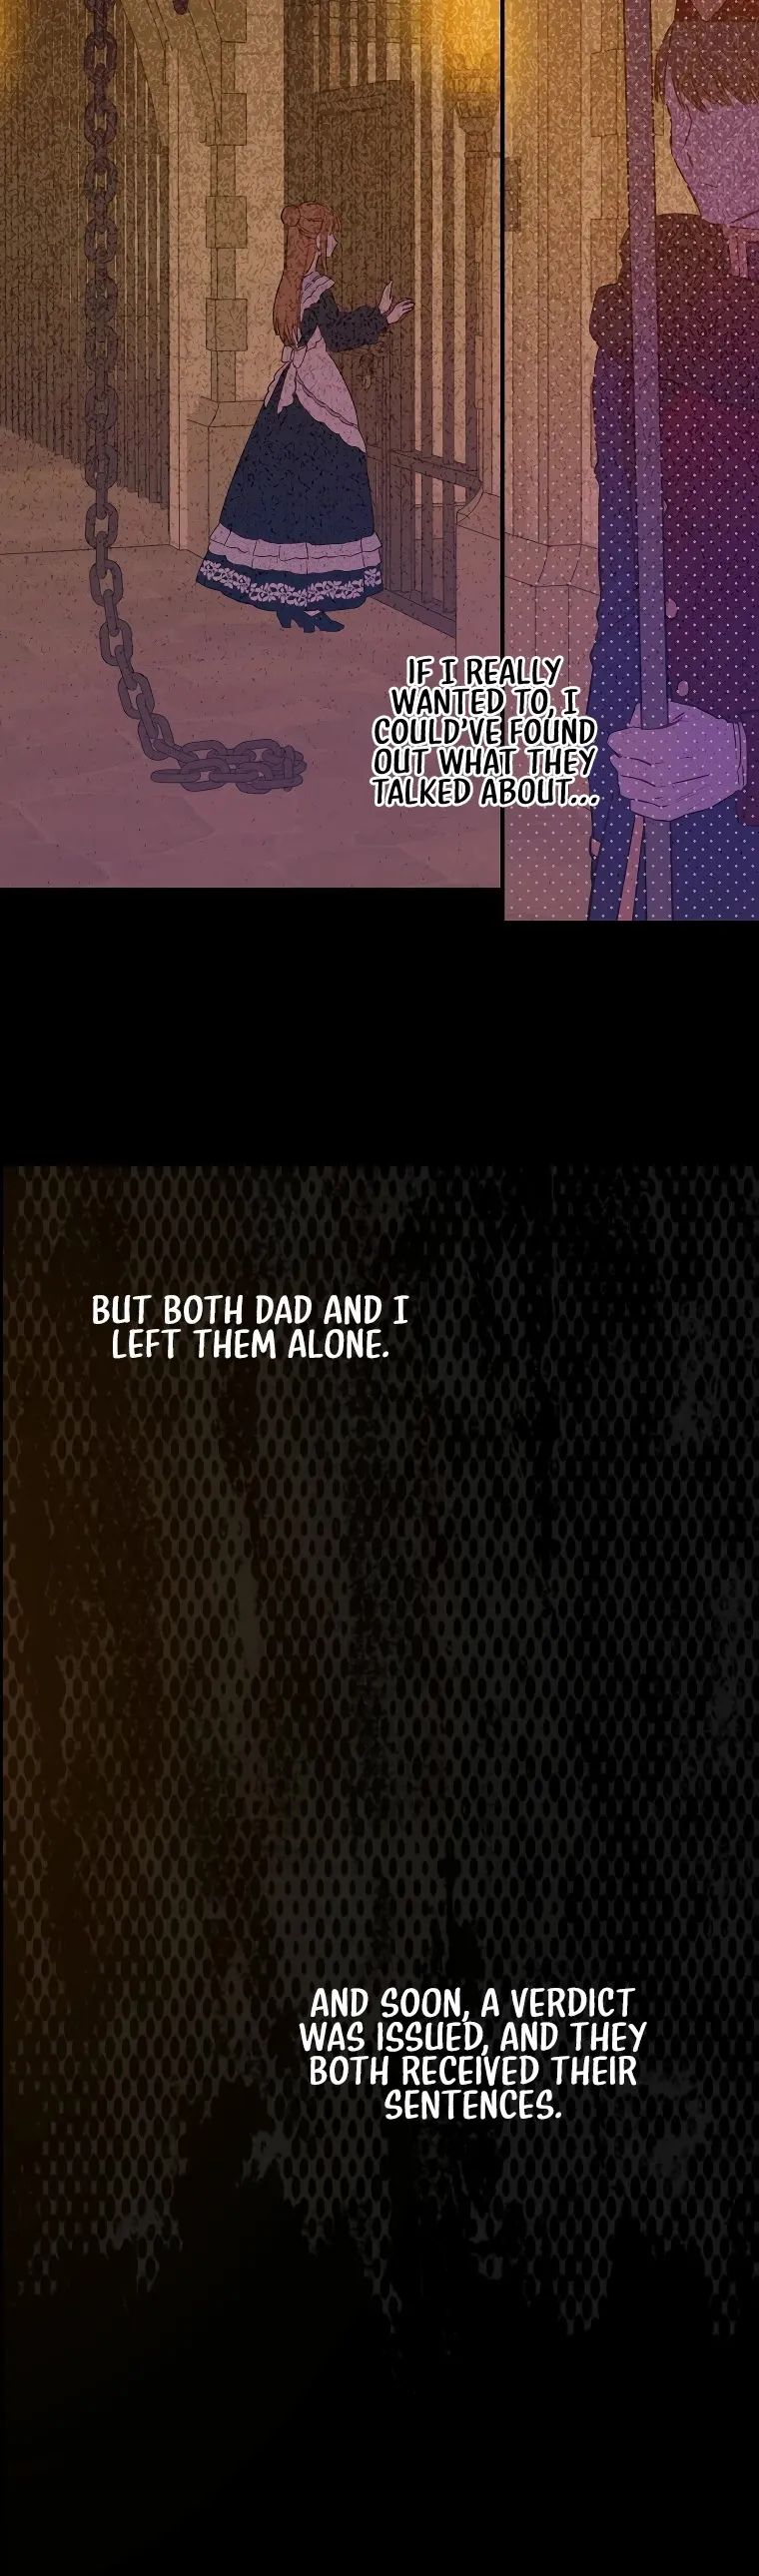 IF I REALLY
WANTED TO, I
COULD'VE FOUND
OUT WHAT THEY
TALKED ABOUT...
BUT BOTH DAD AND I
LEFT THEM ALONE.
AND SOON, A VERDICT
WAS ISSUED, AND THEY
BOTH RECEIVED THEIR
SENTENCES.